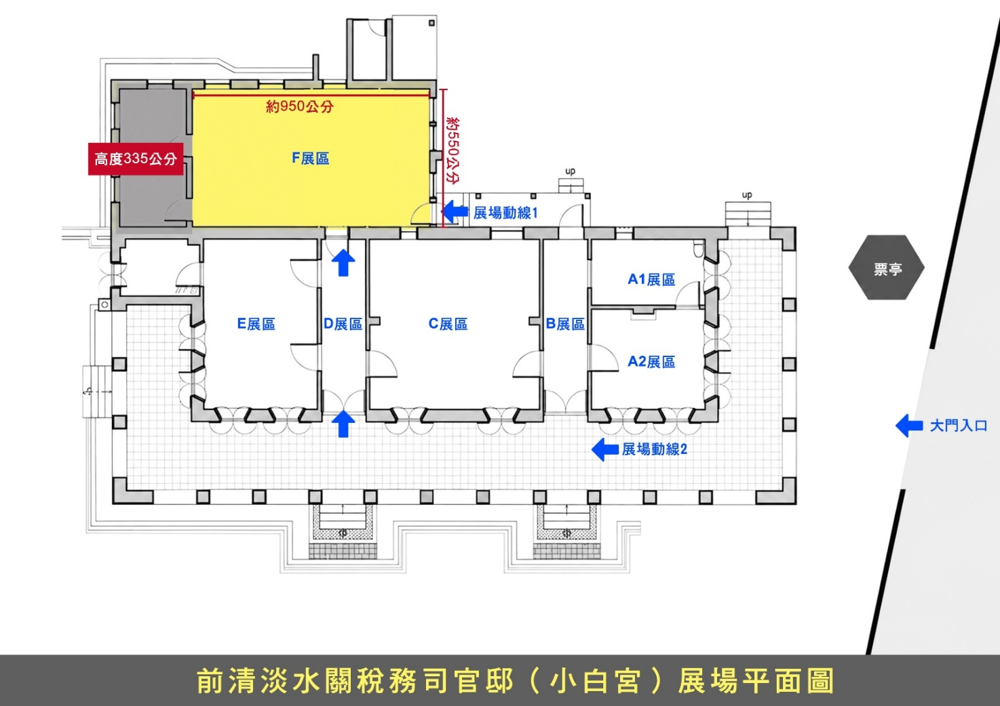 約950公分
約550公分
高度335公分
F展區
up
up
展場動線1
票亭
A1展區
E展區
D展區
C展區
B展區
A2展區
up
大門入口
展場動線2
up
up
前清淡水關稅務司官邸（小白宮）展場平面圖